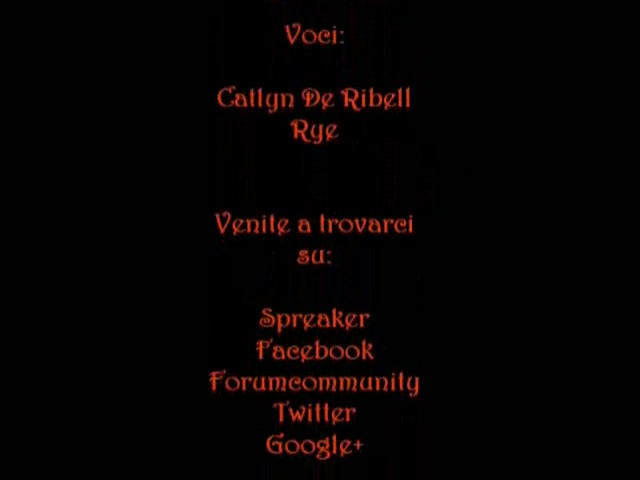 Voci:
Catlyn De Ribell
Rye
Venite a trovarci
su:
Spreaker
Facebook
Forumcommunity
Twitter
Google+